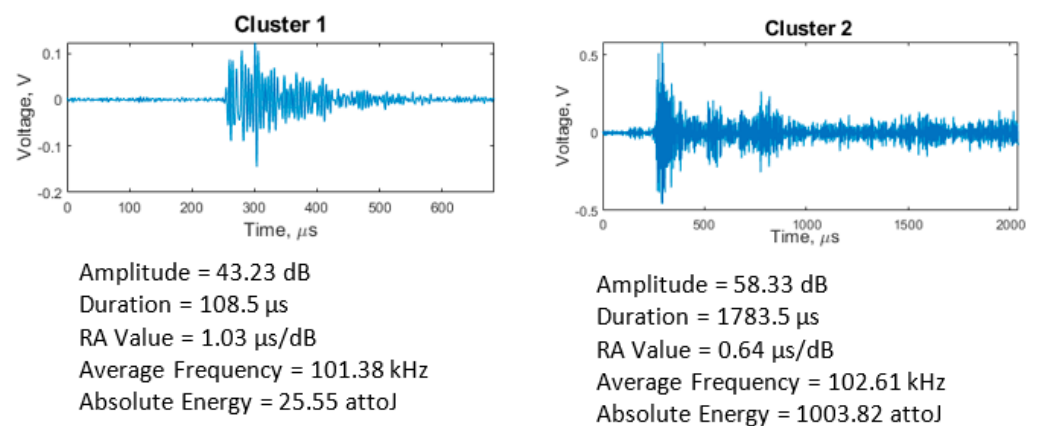 Cluster 1
0.1
0
-0.1
-0.2
Voltage, V
0 100 200 300 400 500 600
Time, μs
Amplitude = 43.23 dB
Duration = 108.5 µs
RA Value = 1.03 µs/dB
Average Frequency = 101.38 kHz
Absolute Energy = 25.55 attoJ
Cluster 2
0.5
0
-0.5
Voltage, V
0 500 1000 1500 2000
Time, μs
Amplitude = 58.33 dB
Duration = 1783.5 µs
RA Value = 0.64 µs/dB
Average Frequency = 102.61 kHz
Absolute Energy = 1003.82 attoJ